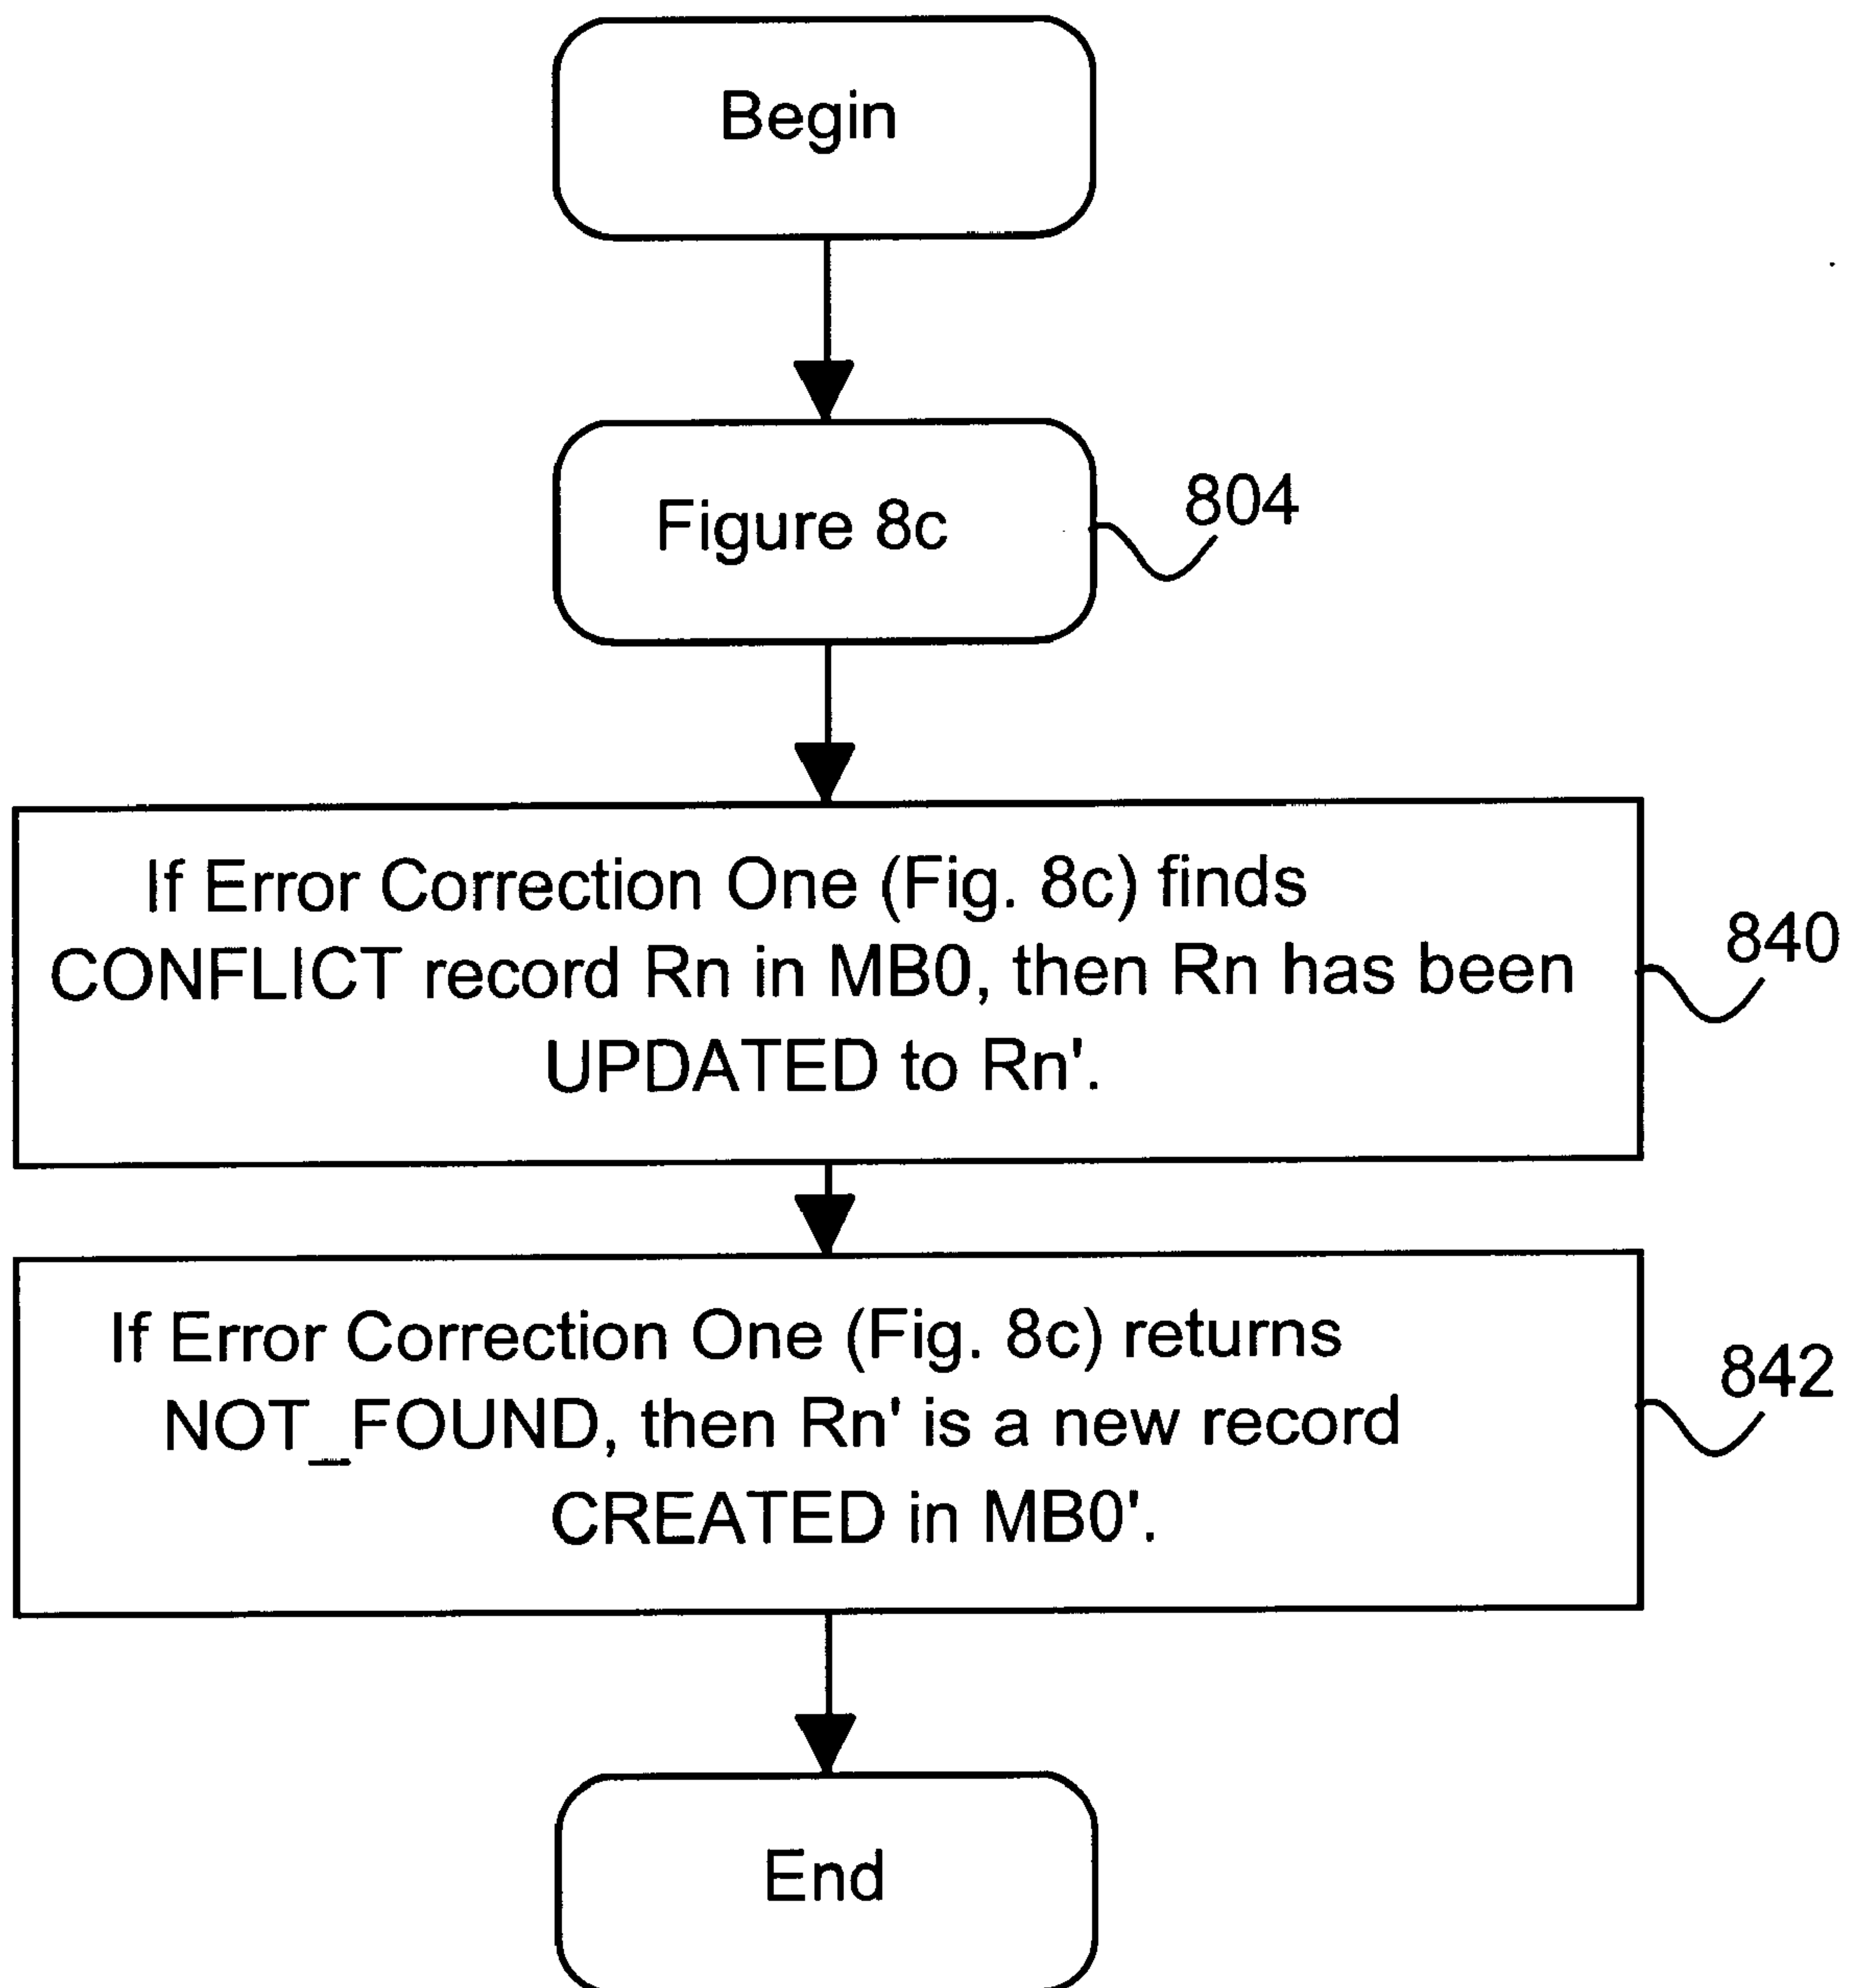 Begin
Figure 8c
804
If Error Correction One (Fig. 8c) finds
CONFLICT record Rn in MB0, then Rn has been
UPDATED to Rn'.
840
If Error Correction One (Fig. 8c) returns
NOT_FOUND, then Rn' is a new record
CREATED in MB0'.
842
End